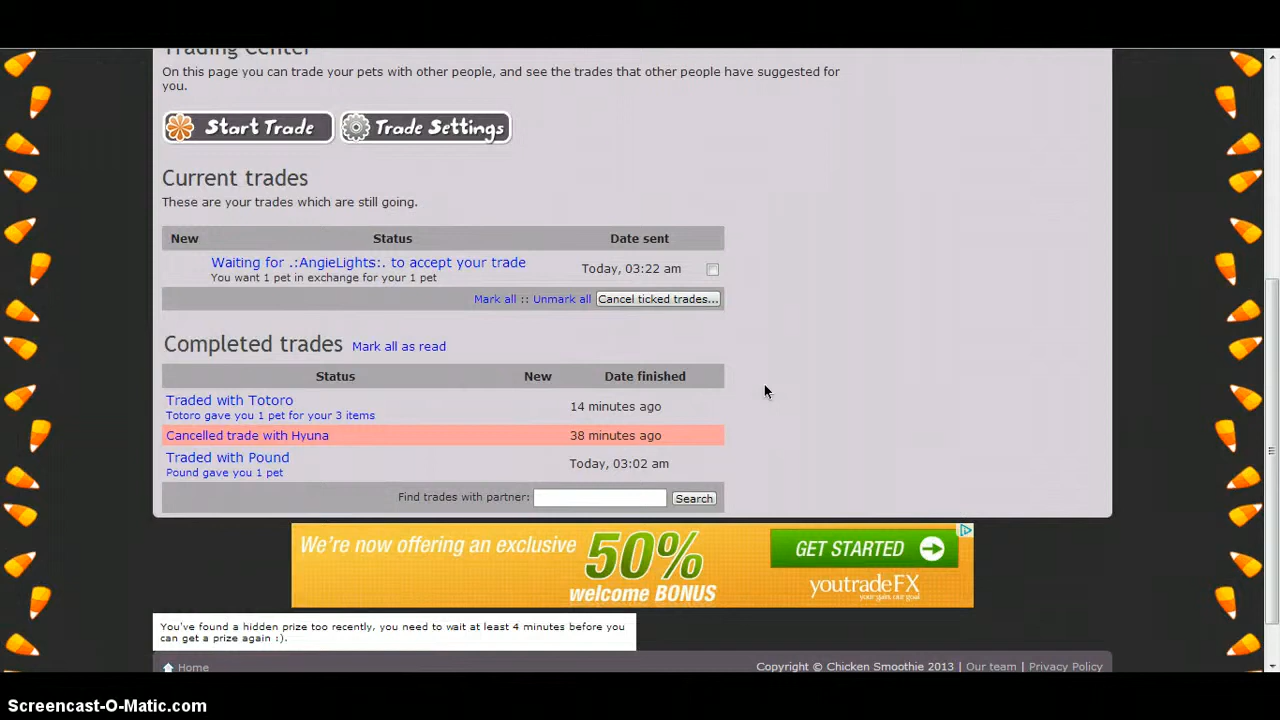 Trading Center
On this page you can trade your pets with other people, and see the trades that other people have suggested for
you.
Start Trade Trade Settings
Current trades
These are your trades which are still going.
New Status Date sent
Waiting for .:AngieLights:. to accept your trade Today, 03:22 am
You want 1 pet in exchange for your 1 pet
Mark all :: Unmark all Cancel ticked trades...
Completed trades Mark all as read
Status New Date finished
Traded with Totoro 14 minutes ago
Totoro gave you 1 pet for your 3 items
Cancelled trade with Hyuna 38 minutes ago
Traded with Pound Today, 03:02 am
Pound gave you 1 pet
Find trades with partner: Search
We're now offering an exclusive 50% welcome BONUS
GET STARTED
youtradeFX
your gain, our goal
You've found a hidden prize too recently, you need to wait at least 4 minutes before you
can get a prize again :).
Home Copyright © Chicken Smoothie 2013 | Our team | Privacy Policy
Screencast-O-Matic.com